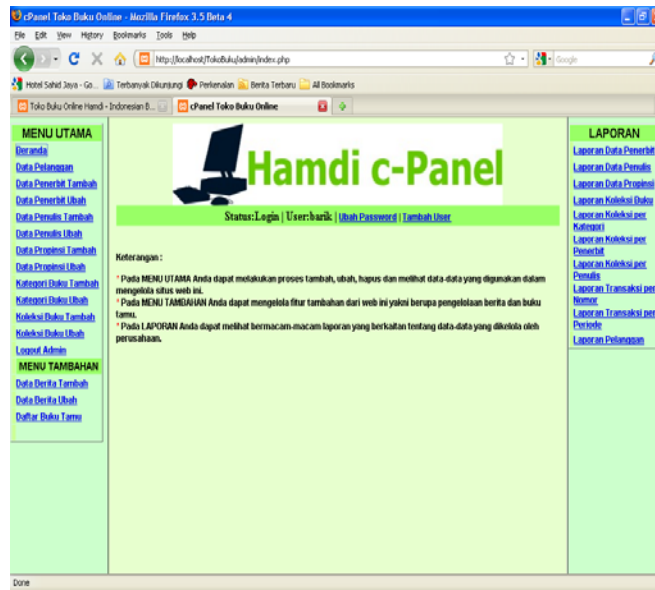 cPanel Toko Buku Online - Mozilla Firefox 3.5 Beta 4
File Edit View History Bookmarks Tools Help
http://localhost/TokoBuku/admin/index.php
Google
Hotel Sahid Jaya - Go... Terbanyak Dikunjungi Perkenalan Berita Terbaru All Bookmarks
Toko Buku Online Hamdi - Indonesian B... cPanel Toko Buku Online
MENU UTAMA
Beranda
Data Pelanggan
Data Penerbit Tambah
Data Penerbit Ubah
Data Penulis Tambah
Data Penulis Ubah
Data Propinsi Tambah
Data Propinsi Ubah
Kategori Buku Tambah
Kategori Buku Ubah
Koleksi Buku Tambah
Koleksi Buku Ubah
Logout Admin
MENU TAMBAHAN
Data Berita Tambah
Data Berita Ubah
Daftar Buku Tamu
Hamdi c-Panel
Status:Login | User:barik | Ubah Password | Tambah User
Keterangan :
* Pada MENU UTAMA Anda dapat melakukan proses tambah, ubah, hapus dan melihat data-data yang digunakan dalam
mengelola situs web ini.
* Pada MENU TAMBAHAN Anda dapat mengelola fitur tambahan dari web ini yakni berupa pengelolaan berita dan buku
tamu.
* Pada LAPORAN Anda dapat melihat bermacam-macam laporan yang berkaitan tentang data-data yang dikelola oleh
perusahaan.
LAPORAN
Laporan Data Penerbit
Laporan Data Penulis
Laporan Data Propinsi
Laporan Koleksi Buku
Laporan Koleksi per
Kategori
Laporan Koleksi per
Penerbit
Laporan Koleksi per
Penulis
Laporan Transaksi per
Nomor
Laporan Transaksi per
Periode
Laporan Pelanggan
Done